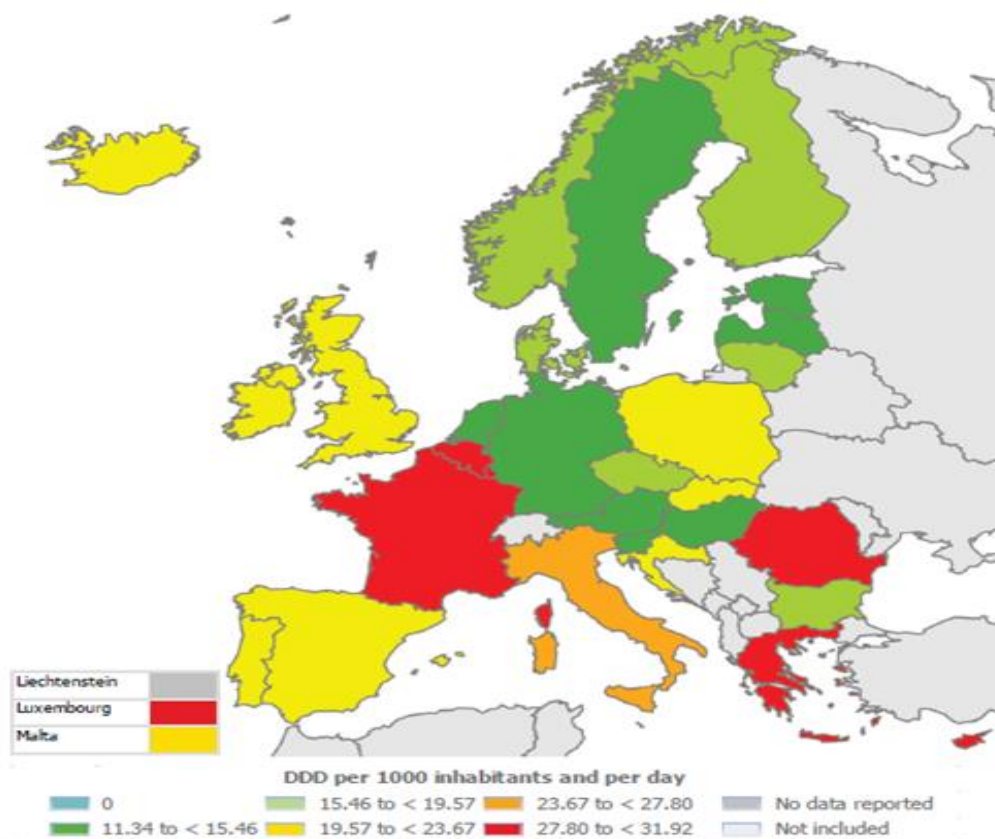 Liechtenstein
Luxembourg
Malta
DDD per 1000 inhabitants and per day
0 15.46 to < 19.57 23.67 to < 27.80 No data reported
11.34 to < 15.46 19.57 to < 23.67 27.80 to < 31.92 Not included